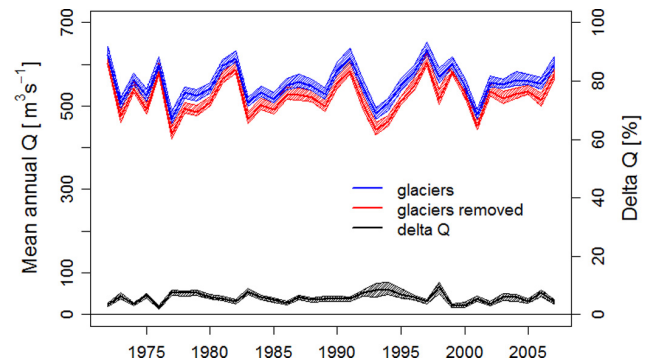 Mean annual Q [ m³s⁻¹ ]
700
500
300
100
0
100
80
60
40
20
0
Delta Q [%]
glaciers
glaciers removed
delta Q
1975 1980 1985 1990 1995 2000 2005